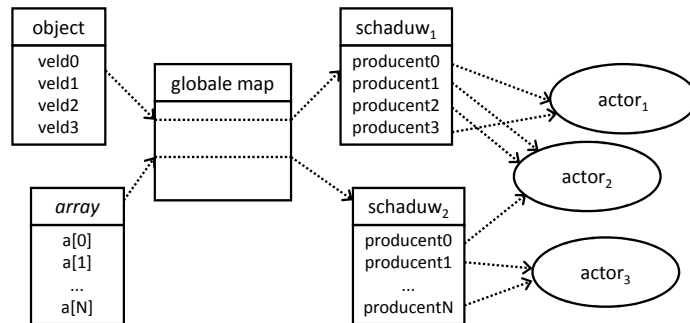 object
veld0
veld1
veld2
veld3
globale map
schaduw₁
producent0
producent1
producent2
producent3
actor₁
actor₂
array
a[0]
a[1]
...
a[N]
schaduw₂
producent0
producent1
...
producentN
actor₃